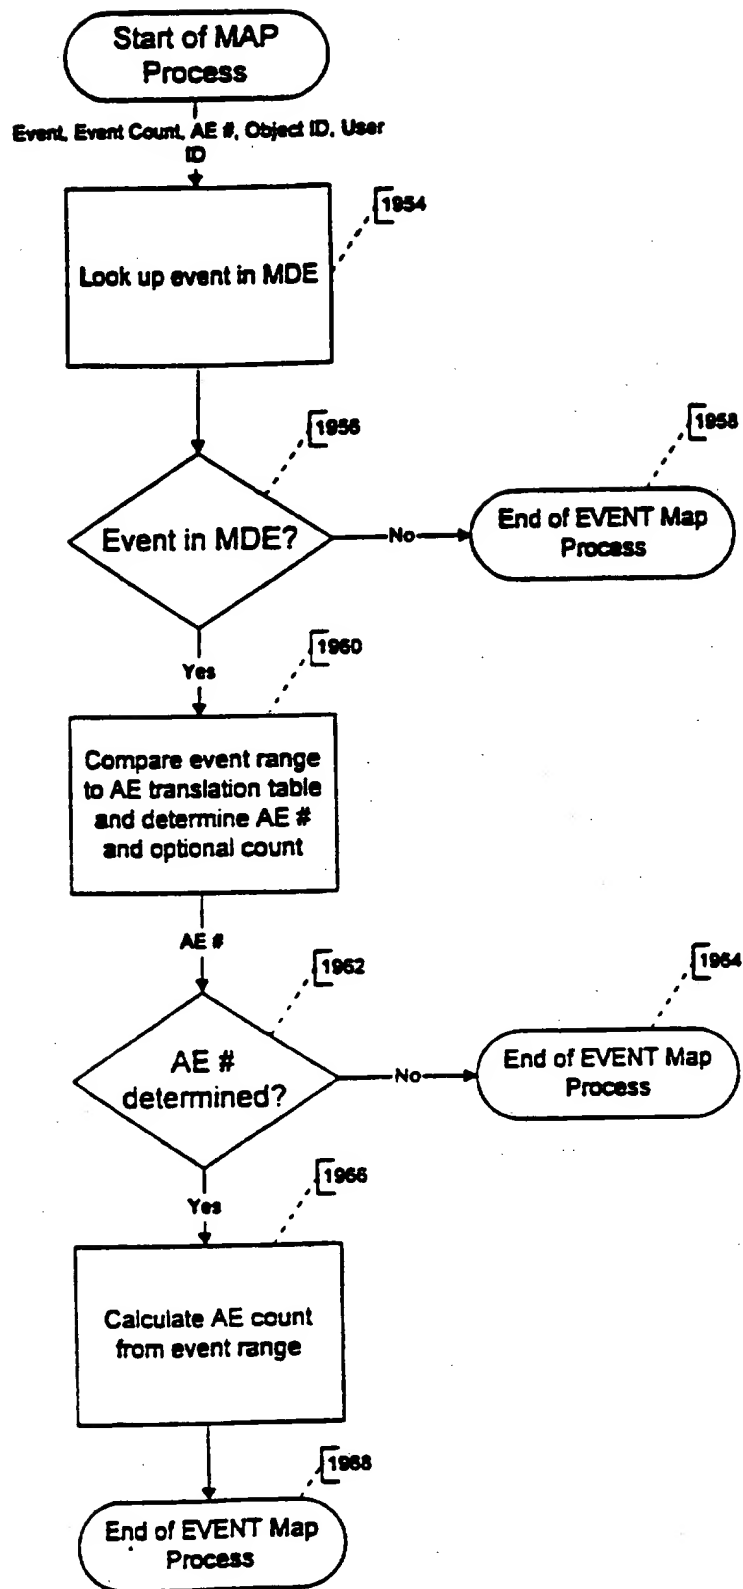 Start of MAP
Process
Event, Event Count, AE #, Object ID, User
ID
1954
Look up event in MDE
1956
1958
Event in MDE?
No
End of EVENT Map
Process
1960
Yes
Compare event range
to AE translation table
and determine AE #
and optional count
AE #
1962
1964
AE #
determined?
No
End of EVENT Map
Process
1966
Yes
Calculate AE count
from event range
1968
End of EVENT Map
Process